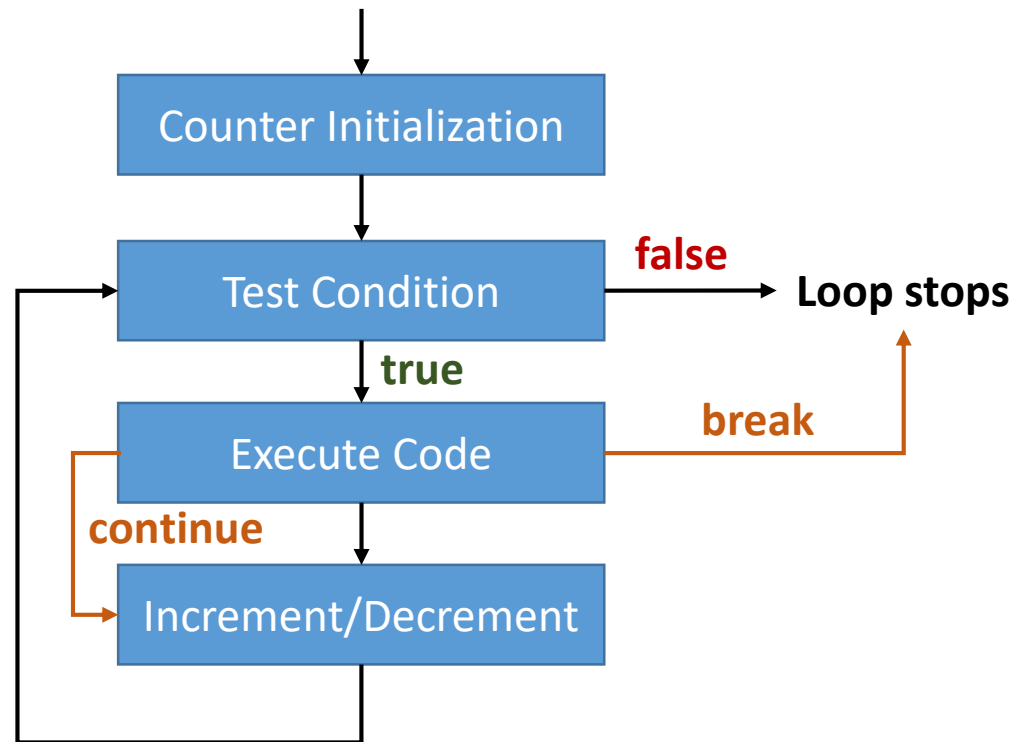 Counter Initialization
false
Test Condition
Loop stops
true
break
Execute Code
continue
Increment/Decrement